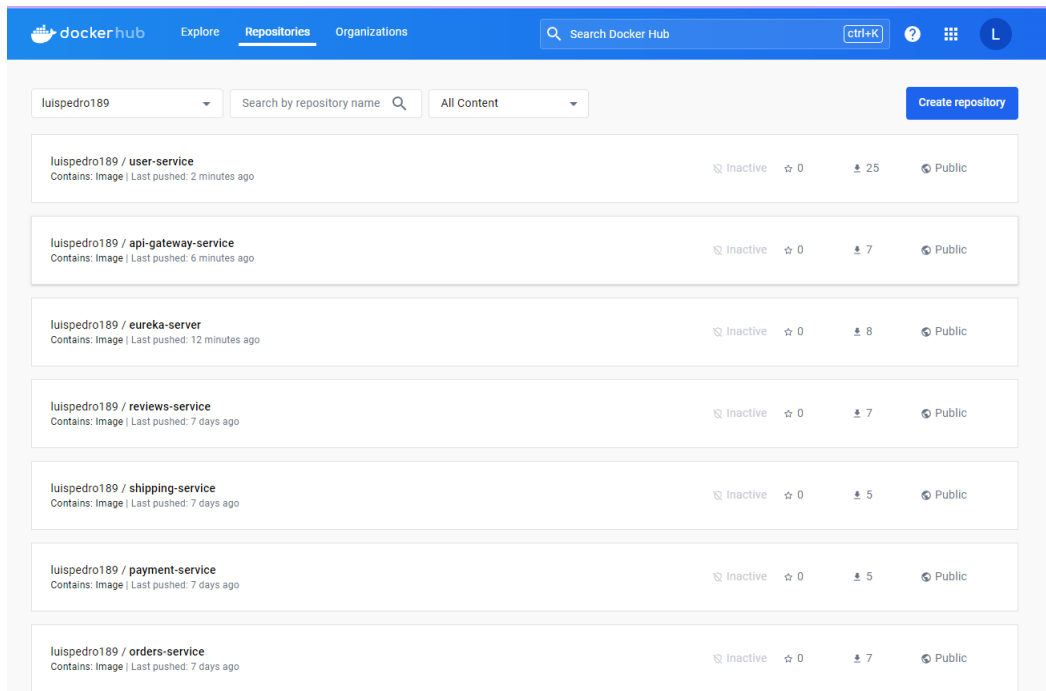 dockerhub Explore Repositories Organizations Search Docker Hub ctrl+K ? L
luispedro189 Search by repository name All Content Create repository
luispedro189 / user-service
Contains: Image | Last pushed: 2 minutes ago
Inactive 0 25 Public
luispedro189 / api-gateway-service
Contains: Image | Last pushed: 6 minutes ago
Inactive 0 7 Public
luispedro189 / eureka-server
Contains: Image | Last pushed: 12 minutes ago
Inactive 0 8 Public
luispedro189 / reviews-service
Contains: Image | Last pushed: 7 days ago
Inactive 0 7 Public
luispedro189 / shipping-service
Contains: Image | Last pushed: 7 days ago
Inactive 0 5 Public
luispedro189 / payment-service
Contains: Image | Last pushed: 7 days ago
Inactive 0 5 Public
luispedro189 / orders-service
Contains: Image | Last pushed: 7 days ago
Inactive 0 7 Public